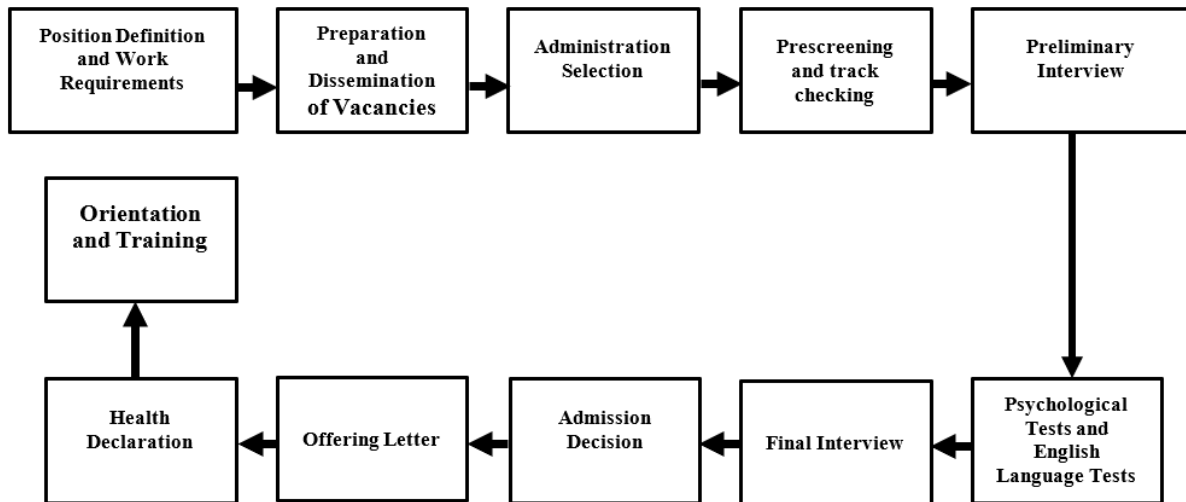 Position Definition
and Work
Requirements
Preparation
and
Dissemination
of Vacancies
Administration
Selection
Prescreening
and track
checking
Preliminary
Interview
Psychological
Tests and
English
Language Tests
Final Interview
Admission
Decision
Offering Letter
Health
Declaration
Orientation
and Training